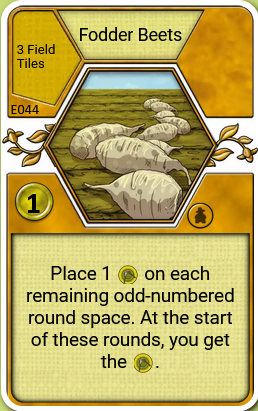 Fodder Beets
3 Field
Tiles
E044
1
Place 1 on each
remaining odd-numbered
round space. At the start
of these rounds, you get
the .